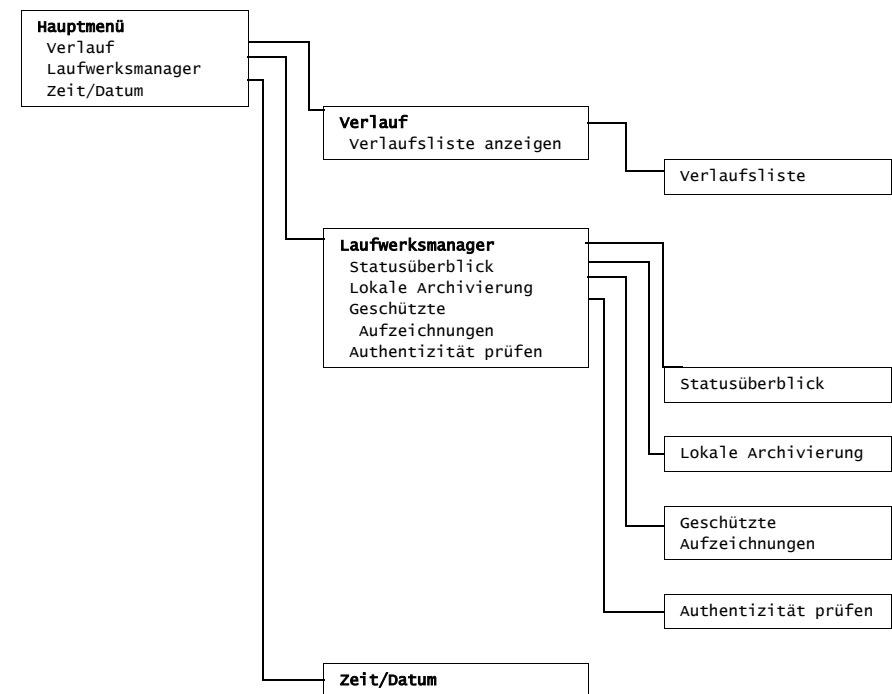 Hauptmenü
Verlauf
Laufwerksmanager
Zeit/Datum
Verlauf
Verlaufsliste anzeigen
Verlaufsliste
Laufwerksmanager
Statusüberblick
Lokale Archivierung
Geschützte
Aufzeichnungen
Authentizität prüfen
Statusüberblick
Lokale Archivierung
Geschützte
Aufzeichnungen
Authentizität prüfen
Zeit/Datum